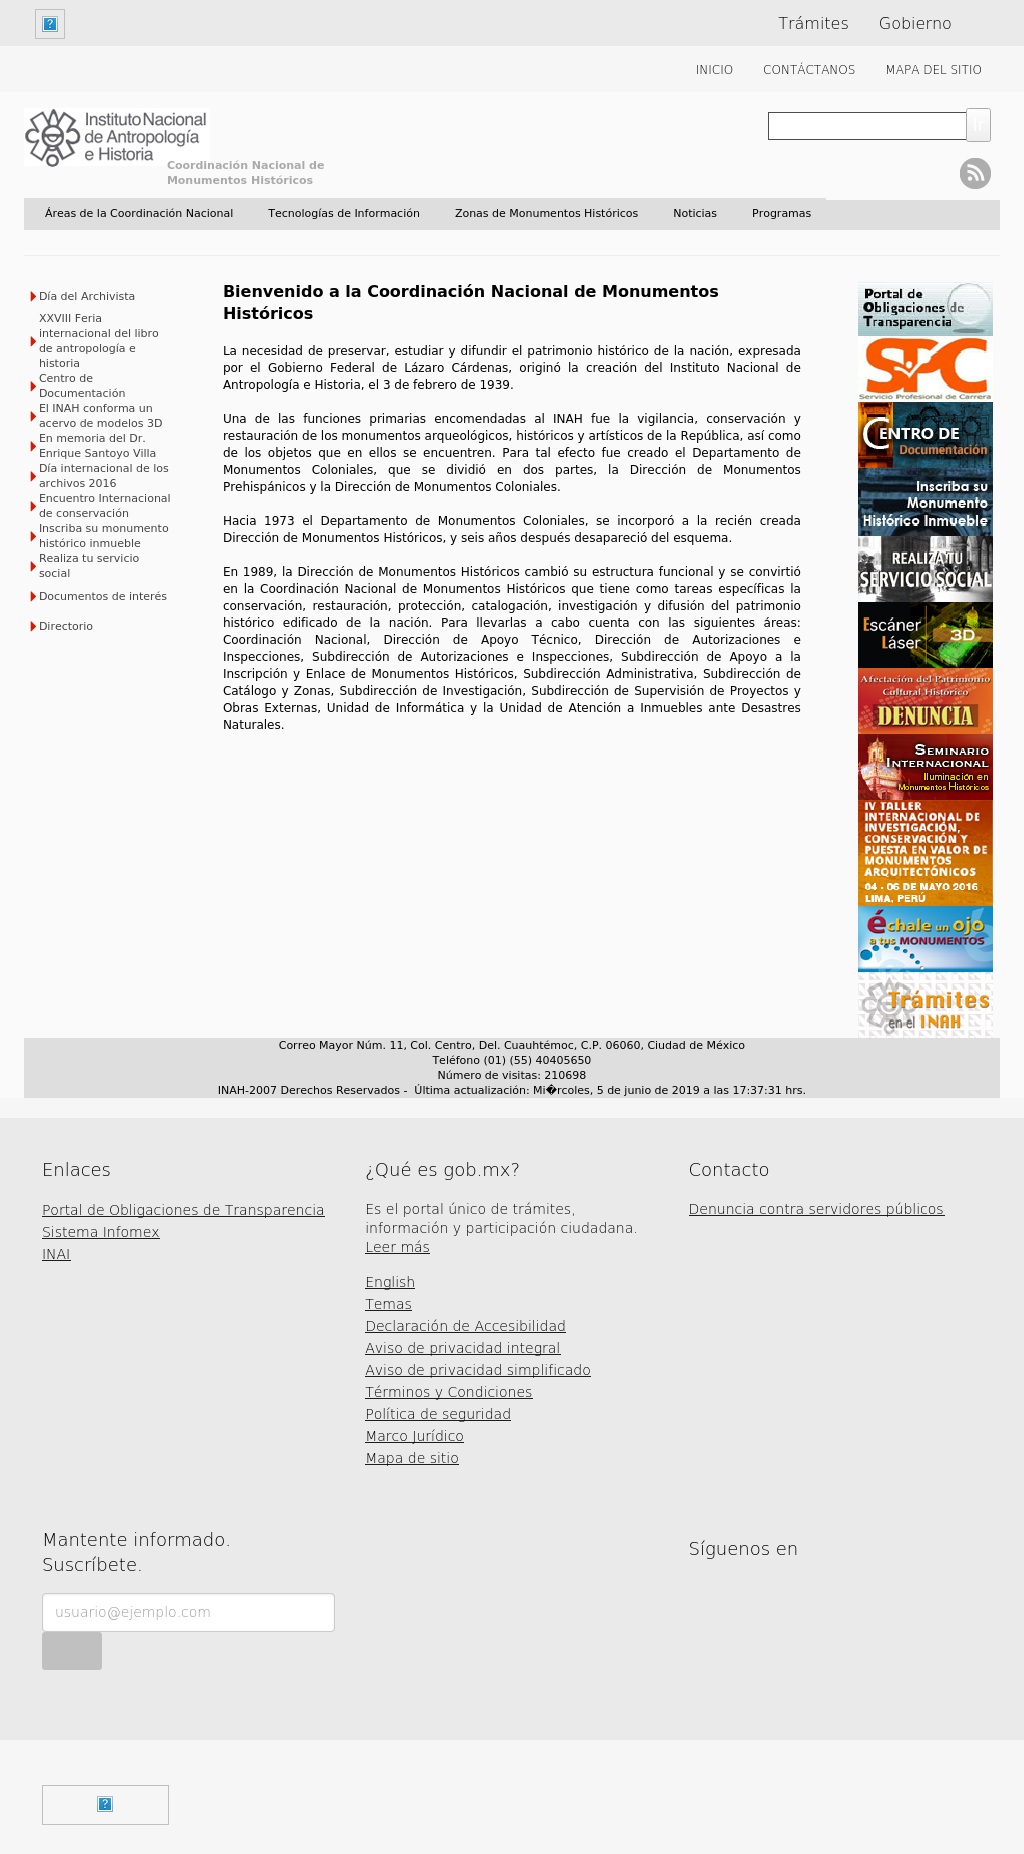 Trámites Gobierno
INICIO CONTÁCTANOS MAPA DEL SITIO
Instituto Nacional
de Antropología
e Historia
Coordinación Nacional de
Monumentos Históricos
Ir
Áreas de la Coordinación Nacional Tecnologías de Información Zonas de Monumentos Históricos Noticias Programas
Día del Archivista
XXVIII Feria
internacional del libro
de antropología e
historia
Centro de
Documentación
El INAH conforma un
acervo de modelos 3D
En memoria del Dr.
Enrique Santoyo Villa
Día internacional de los
archivos 2016
Encuentro Internacional
de conservación
Inscriba su monumento
histórico inmueble
Realiza tu servicio
social
Documentos de interés
Directorio
Bienvenido a la Coordinación Nacional de Monumentos
Históricos
La necesidad de preservar, estudiar y difundir el patrimonio histórico de la nación, expresada
por el Gobierno Federal de Lázaro Cárdenas, originó la creación del Instituto Nacional de
Antropología e Historia, el 3 de febrero de 1939.
Una de las funciones primarias encomendadas al INAH fue la vigilancia, conservación y
restauración de los monumentos arqueológicos, históricos y artísticos de la República, así como
de los objetos que en ellos se encuentren. Para tal efecto fue creado el Departamento de
Monumentos Coloniales, que se dividió en dos partes, la Dirección de Monumentos
Prehispánicos y la Dirección de Monumentos Coloniales.
Hacia 1973 el Departamento de Monumentos Coloniales, se incorporó a la recién creada
Dirección de Monumentos Históricos, y seis años después desapareció del esquema.
En 1989, la Dirección de Monumentos Históricos cambió su estructura funcional y se convirtió
en la Coordinación Nacional de Monumentos Históricos que tiene como tareas específicas la
conservación, restauración, protección, catalogación, investigación y difusión del patrimonio
histórico edificado de la nación. Para llevarlas a cabo cuenta con las siguientes áreas:
Coordinación Nacional, Dirección de Apoyo Técnico, Dirección de Autorizaciones e
Inspecciones, Subdirección de Autorizaciones e Inspecciones, Subdirección de Apoyo a la
Inscripción y Enlace de Monumentos Históricos, Subdirección Administrativa, Subdirección de
Catálogo y Zonas, Subdirección de Investigación, Subdirección de Supervisión de Proyectos y
Obras Externas, Unidad de Informática y la Unidad de Atención a Inmuebles ante Desastres
Naturales.
Portal de
Obligaciones de
Transparencia
SPC
Servicio Profesional de Carrera
CENTRO DE
Documentación
Inscriba su
Monumento
Histórico Inmueble
REALIZA TU
SERVICIO SOCIAL
Escáner
Láser
3D
Afectación del Patrimonio
Cultural Histórico
DENUNCIA
SEMINARIO
INTERNACIONAL
Iluminación en
Monumentos Históricos
IV TALLER
INTERNACIONAL DE
INVESTIGACIÓN,
CONSERVACIÓN Y
PUESTA EN VALOR DE
MONUMENTOS
ARQUITECTÓNICOS
04 - 06 DE MAYO 2016
LIMA, PERÚ
échale un ojo
a tus MONUMENTOS
Trámites
en el INAH
Correo Mayor Núm. 11, Col. Centro, Del. Cuauhtémoc, C.P. 06060, Ciudad de México
Teléfono (01) (55) 40405650
Número de visitas: 210698
INAH-2007 Derechos Reservados - Última actualización: Mi�rcoles, 5 de junio de 2019 a las 17:37:31 hrs.
Enlaces
Portal de Obligaciones de Transparencia
Sistema Infomex
INAI
¿Qué es gob.mx?
Es el portal único de trámites,
información y participación ciudadana.
Leer más
English
Temas
Declaración de Accesibilidad
Aviso de privacidad integral
Aviso de privacidad simplificado
Términos y Condiciones
Política de seguridad
Marco Jurídico
Mapa de sitio
Contacto
Denuncia contra servidores públicos
Mantente informado.
Suscríbete.
usuario@ejemplo.com
Síguenos en